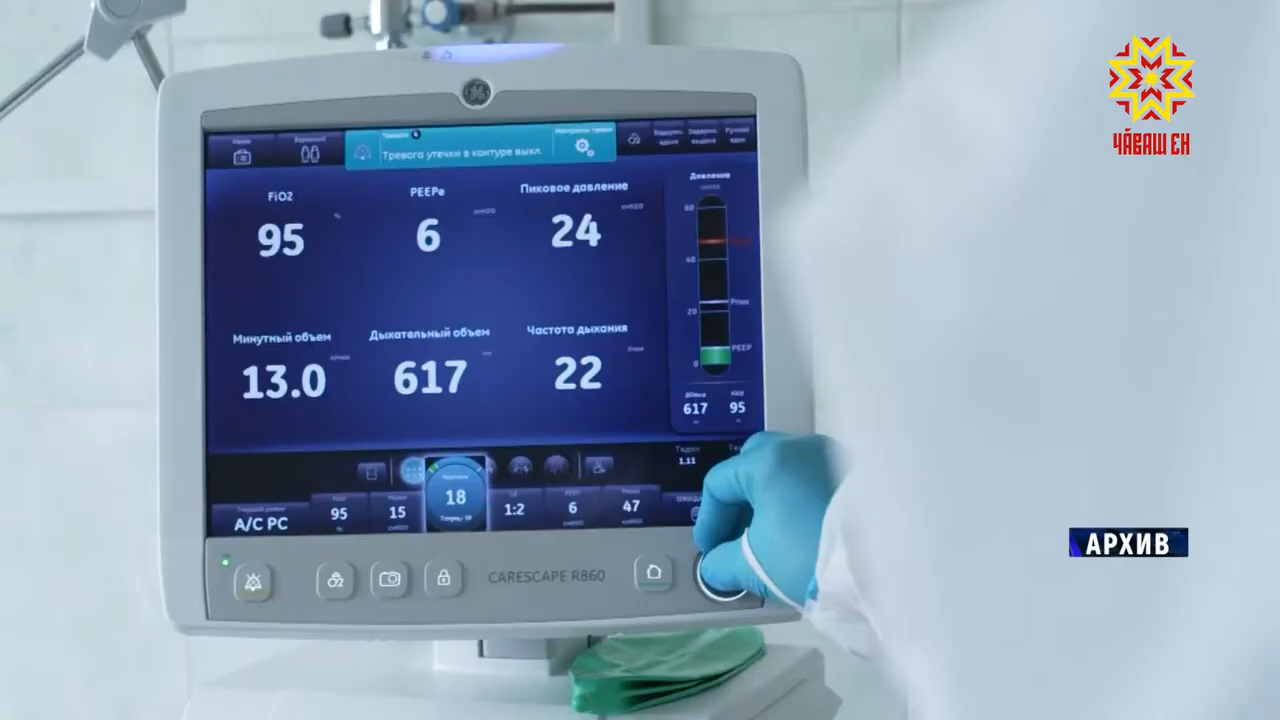 ЧӐВАШ ЕН
Тревога утечки в контуре выкл.
Давление
FiO2
PEEPe
Пиковое давление
95
6
24
Минутный объем
Дыхательный объем
Частота дыхания
13.0
617
22
60
20
0
PEEP
617
95
1.11
A/C PC
95
15
18
1:2
6
47
CARESCAPE R860
АРХИВ